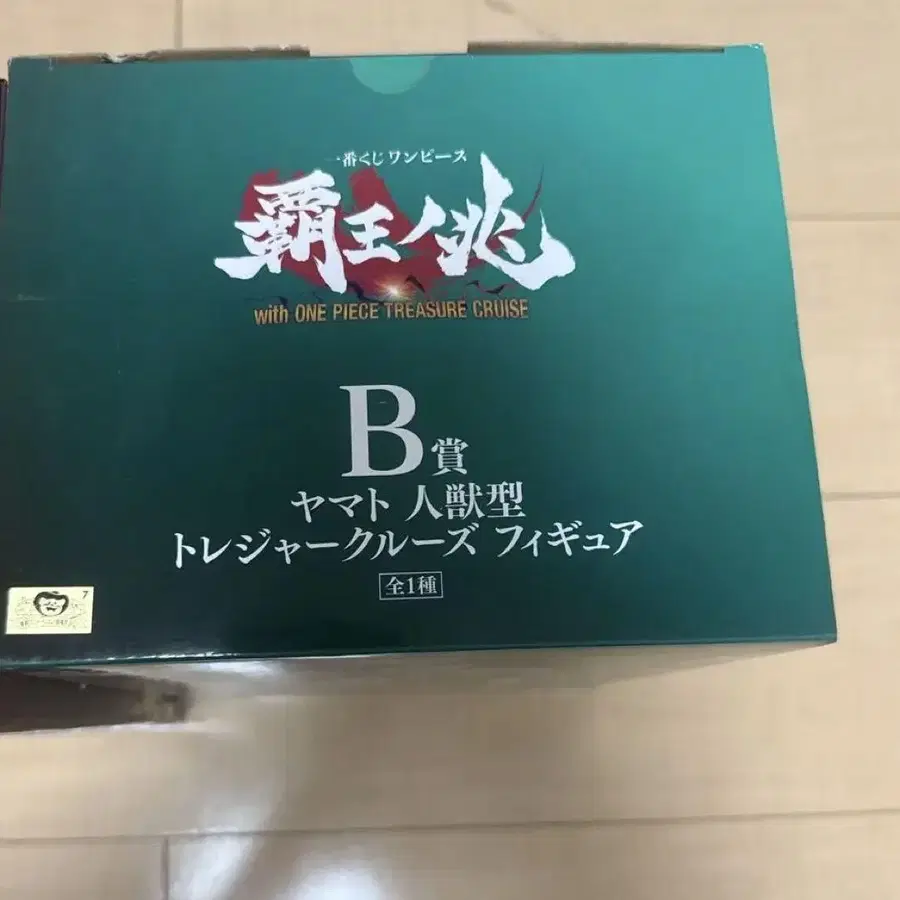 一番くじ ワンピース
覇王ノ兆
with ONE PIECE TREASURE CRUISE
B賞
ヤマト 人獣型
トレジャークルーズ フィギュア
全1種
7